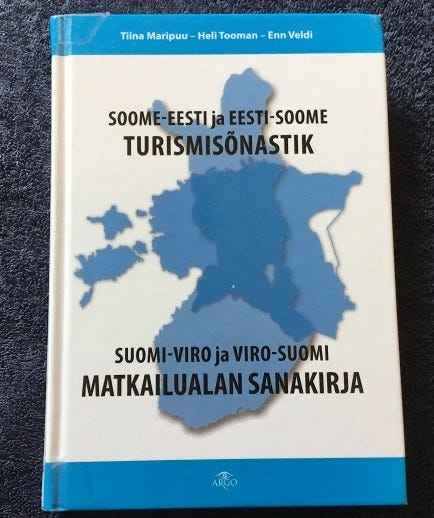 Tiina Maripuu – Heli Tooman – Enn Veldi
SOOME-EESTI ja EESTI-SOOME
TURISMISÕNASTIK
SUOMI-VIRO ja VIRO-SUOMI
MATKAILUALAN SANAKIRJA
ARGO